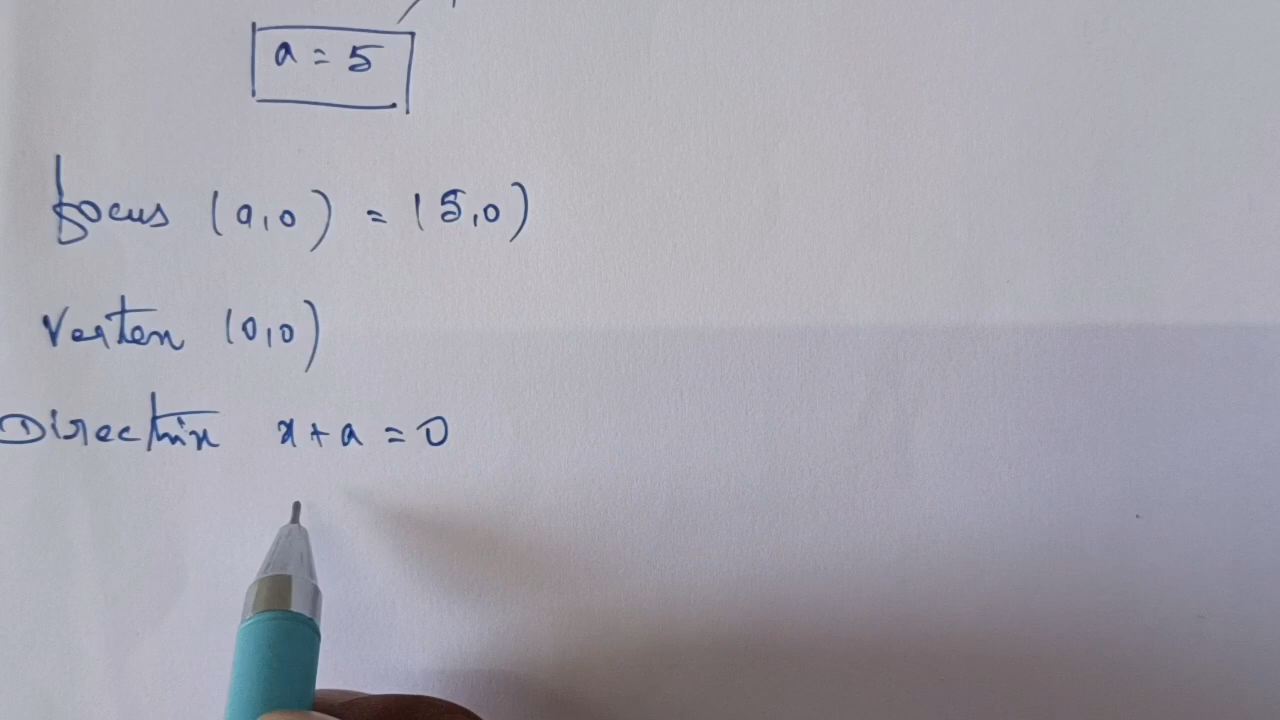 a = 5
focus (a,0) = (5,0)
Vertex (0,0)
Directrix x+a = 0